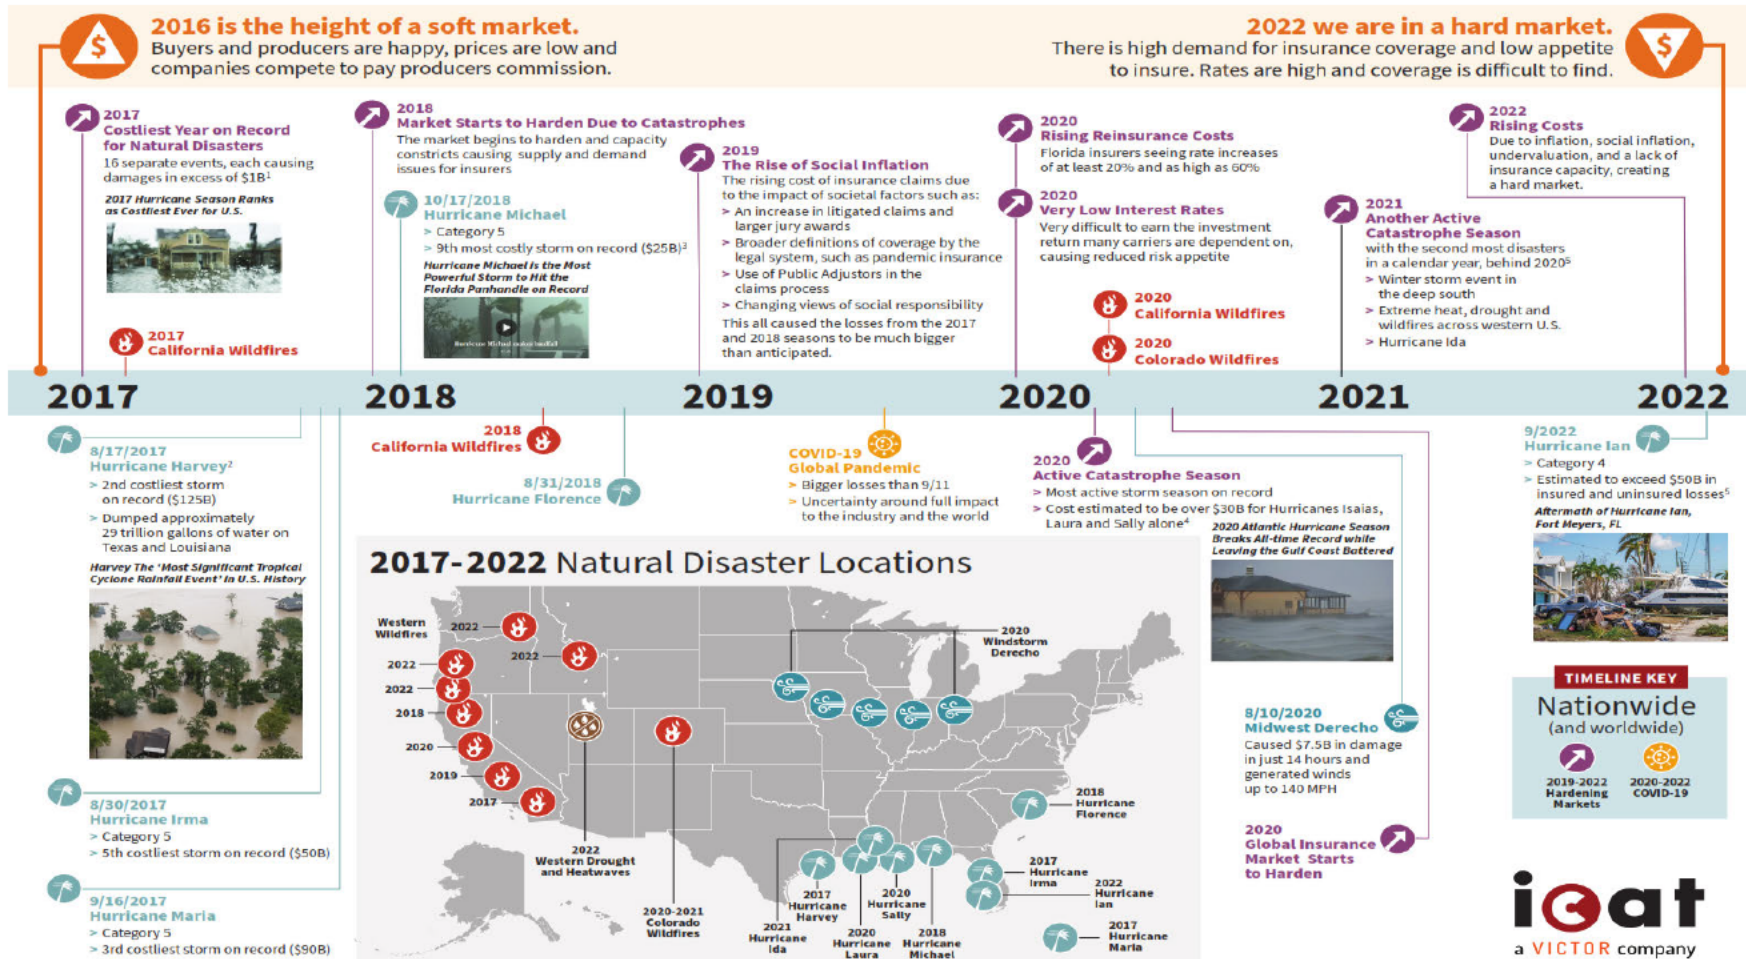 2016 is the height of a soft market.
Buyers and producers are happy, prices are low and
companies compete to pay producers commission.
2022 we are in a hard market.
There is high demand for insurance coverage and low appetite
to insure. Rates are high and coverage is difficult to find.
2017
Costliest Year on Record
for Natural Disasters
16 separate events, each causing
damages in excess of $1B¹
2017 Hurricane Season Ranks
as Costliest Ever for U.S.
2017
California Wildfires
2018
Market Starts to Harden Due to Catastrophes
The market begins to harden and capacity
constricts causing supply and demand
issues for insurers
10/17/2018
Hurricane Michael
> Category 5
> 9th most costly storm on record ($25B)³
Hurricane Michael is the Most
Powerful Storm to Hit the
Florida Panhandle on Record
Hurricane Michael makes landfall
2019
The Rise of Social Inflation
The rising cost of insurance claims due
to the impact of societal factors such as:
> An increase in litigated claims and
larger jury awards
> Broader definitions of coverage by the
legal system, such as pandemic insurance
> Use of Public Adjustors in the
claims process
> Changing views of social responsibility
This all caused the losses from the 2017
and 2018 seasons to be much bigger
than anticipated.
2020
Rising Reinsurance Costs
Florida insurers seeing rate increases
of at least 20% and as high as 60%
2020
Very Low Interest Rates
Very difficult to earn the investment
return many carriers are dependent on,
causing reduced risk appetite
2020
California Wildfires
2020
Colorado Wildfires
2021
Another Active
Catastrophe Season
with the second most disasters
in a calendar year, behind 2020⁵
> Winter storm event in
the deep south
> Extreme heat, drought and
wildfires across western U.S.
> Hurricane Ida
2022
Rising Costs
Due to inflation, social inflation,
undervaluation, and a lack of
insurance capacity, creating
a hard market.
2017 2018 2019 2020 2021 2022
8/17/2017
Hurricane Harvey²
> 2nd costliest storm
on record ($125B)
> Dumped approximately
29 trillion gallons of water on
Texas and Louisiana
Harvey The 'Most Significant Tropical
Cyclone Rainfall Event' in U.S. History
8/30/2017
Hurricane Irma
> Category 5
> 5th costliest storm on record ($50B)
9/16/2017
Hurricane Maria
> Category 5
> 3rd costliest storm on record ($90B)
2018
California Wildfires
8/31/2018
Hurricane Florence
COVID-19
Global Pandemic
> Bigger losses than 9/11
> Uncertainty around full impact
to the industry and the world
2020
Active Catastrophe Season
> Most active storm season on record
> Cost estimated to be over $30B for Hurricanes Isaias,
Laura and Sally alone⁴
2020 Atlantic Hurricane Season
Breaks All-time Record while
Leaving the Gulf Coast Battered
8/10/2020
Midwest Derecho
Caused $7.5B in damage
in just 14 hours and
generated winds
up to 140 MPH
2020
Global Insurance
Market Starts
to Harden
9/2022
Hurricane Ian
> Category 4
> Estimated to exceed $50B in
insured and uninsured losses⁵
Aftermath of Hurricane Ian,
Fort Meyers, FL
2017-2022 Natural Disaster Locations
Western
Wildfires
2022
2022
2022
2022
2018
2020
2019
2017
2020
Windstorm
Derecho
2022
Western Drought
and Heatwaves
2020-2021
Colorado
Wildfires
2021
Hurricane
Ida
2017
Hurricane
Harvey
2020
Hurricane
Laura
2020
Hurricane
Sally
2018
Hurricane
Michael
2018
Hurricane
Florence
2017
Hurricane
Irma
2022
Hurricane
Ian
2017
Hurricane
Maria
TIMELINE KEY
Nationwide
(and worldwide)
2019-2022
Hardening
Markets
2020-2022
COVID-19
icat
a VICTOR company